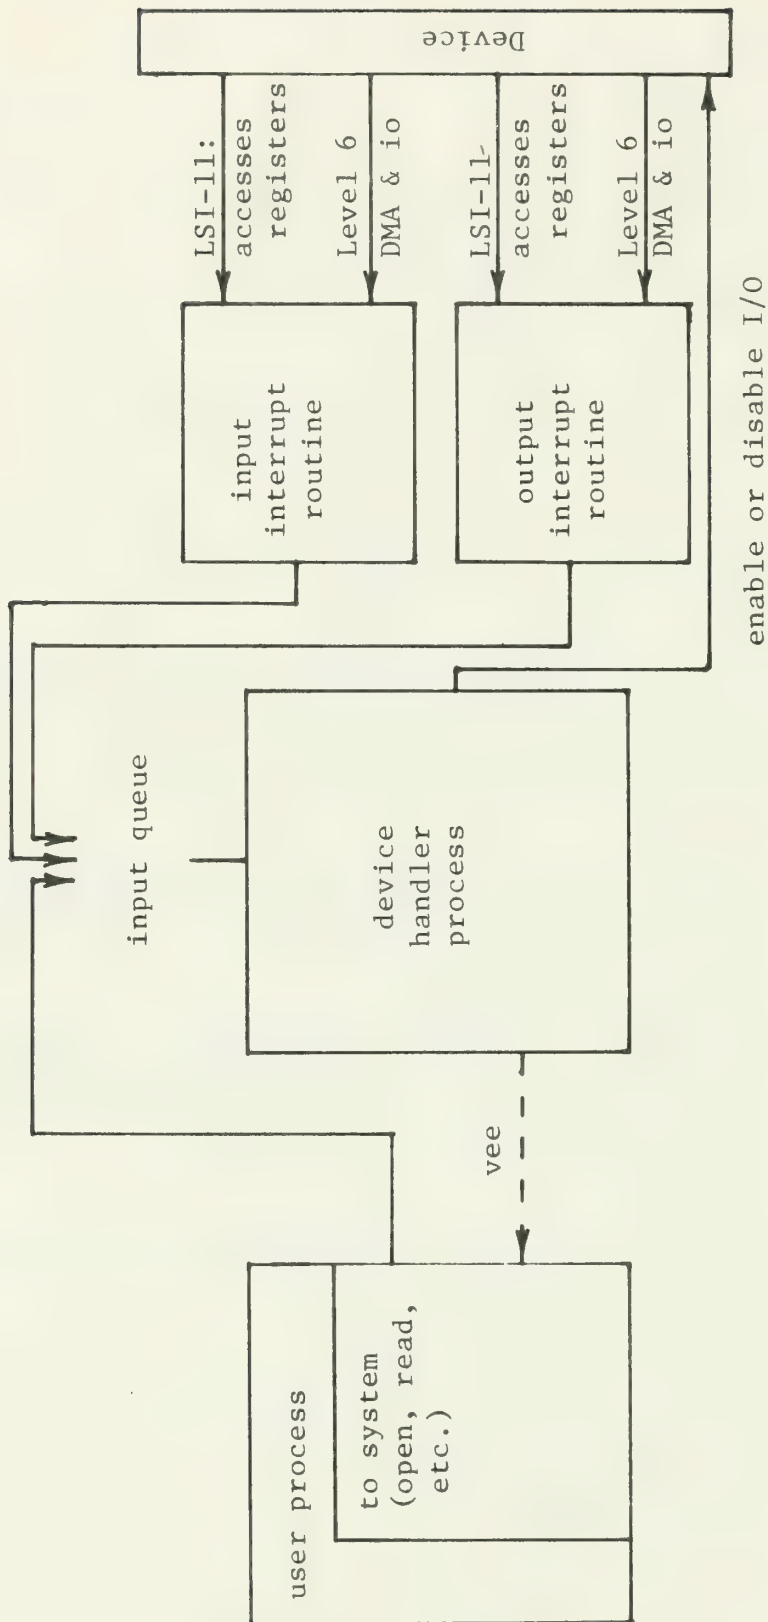 user process
to system
(open, read,
etc.)
vee
input queue
device
handler
process
input
interrupt
routine
output
interrupt
routine
LSI-11:
accesses
registers
Level 6
DMA & io
LSI-11-
accesses
registers
Level 6
DMA & io
Device
enable or disable I/O